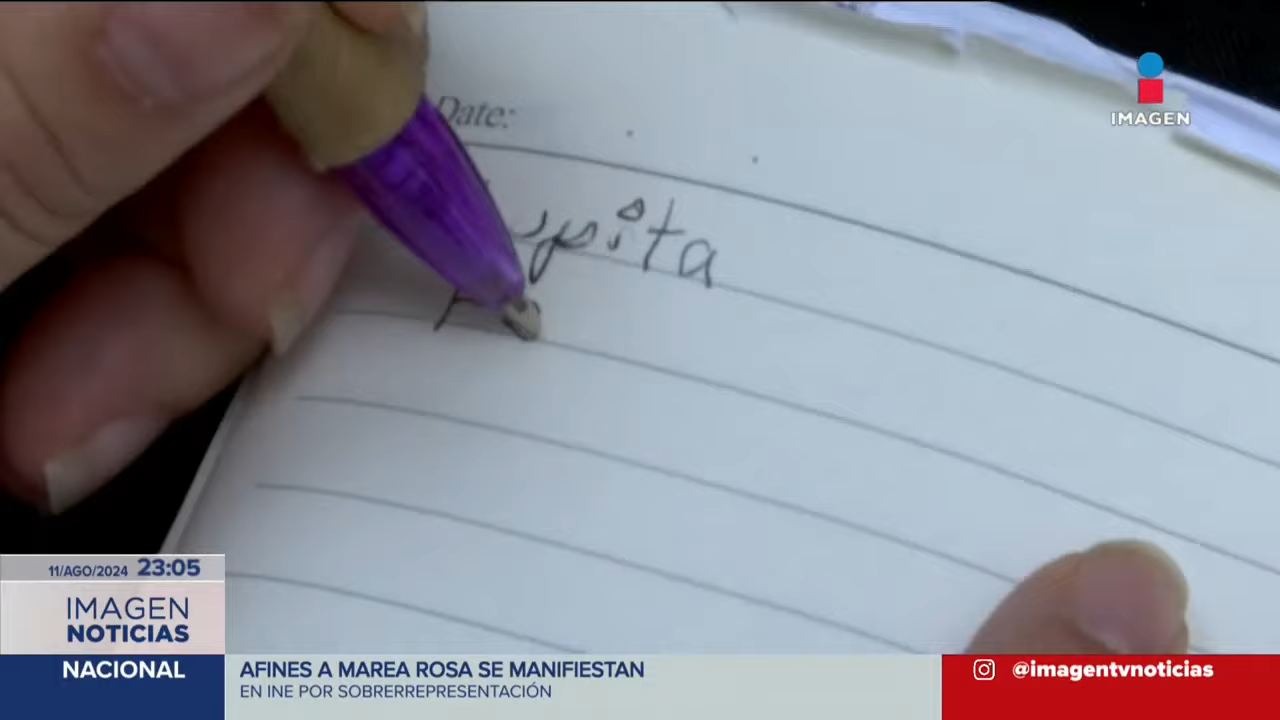 Date:
IMAGEN
upita
11/AGO/2024 23:05
IMAGEN
NOTICIAS
NACIONAL
AFINES A MAREA ROSA SE MANIFIESTAN
EN INE POR SOBRERREPRESENTACIÓN
@imagentvnoticias